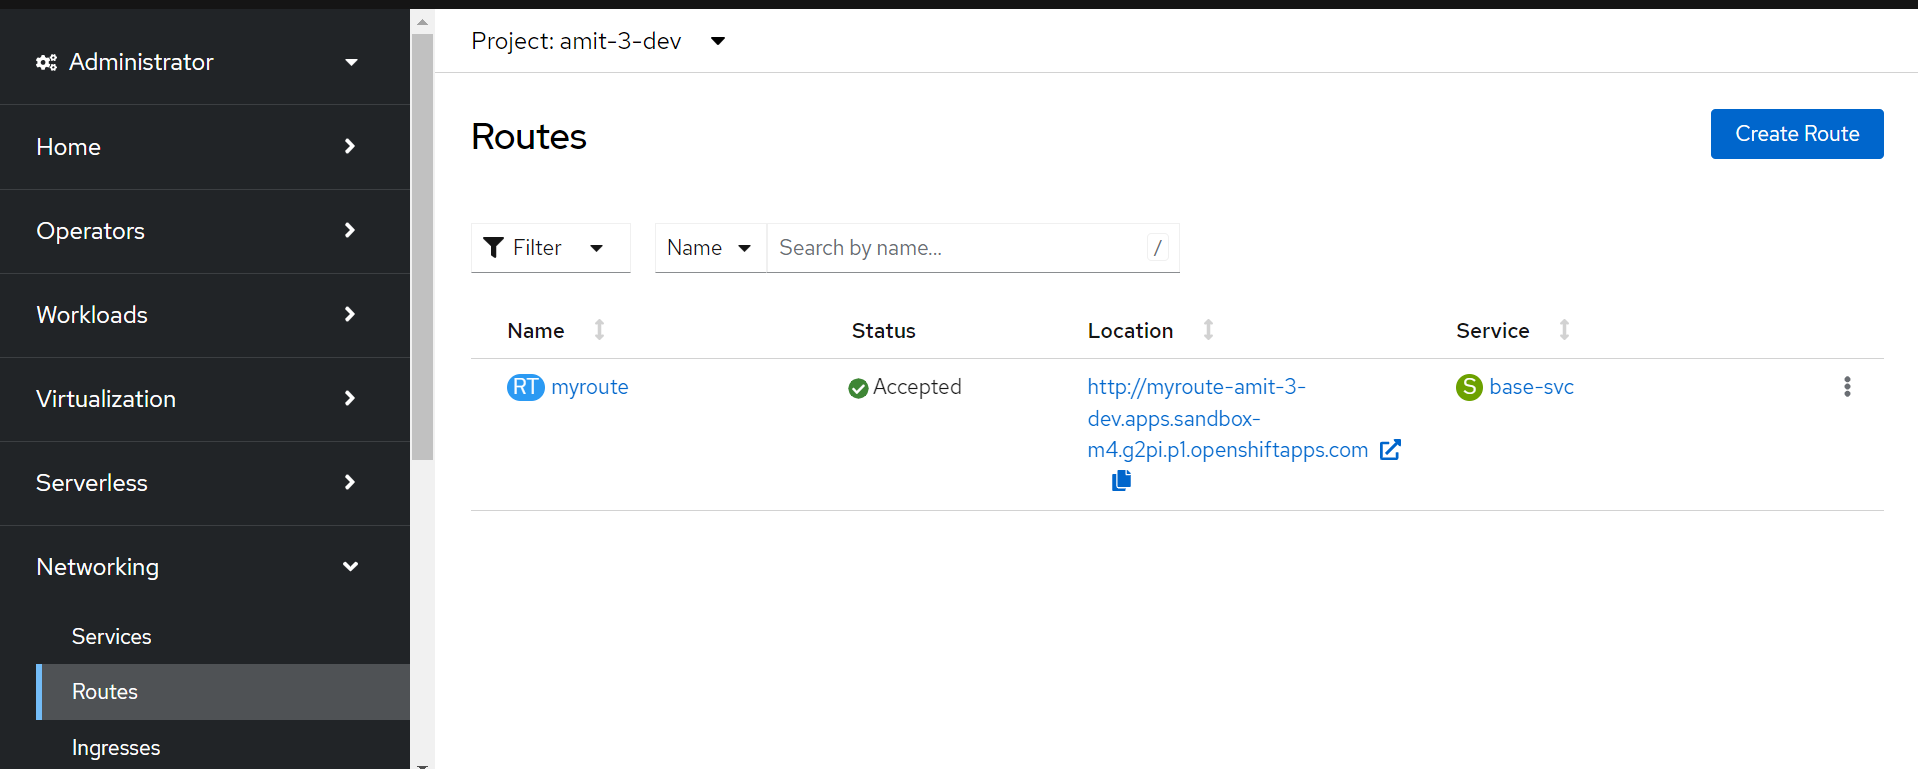 Project: amit-3-dev
Administrator
Home
Operators
Workloads
Virtualization
Serverless
Networking
Services
Routes
Ingresses
Routes
Create Route
Filter
Name
Search by name...
/
Name
Status
Location
Service
RT myroute
Accepted
http://myroute-amit-3-
dev.apps.sandbox-
m4.g2pi.p1.openshiftapps.com
S base-svc